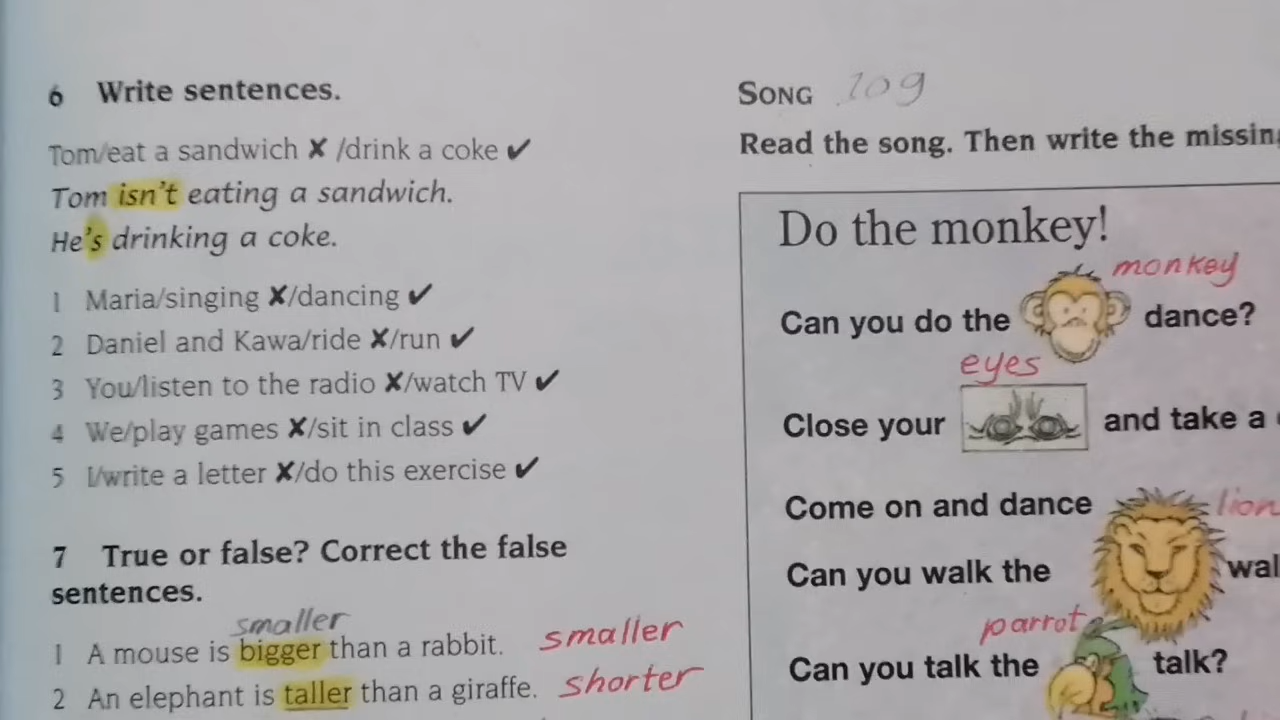 6 Write sentences.
Tom/eat a sandwich ✘ /drink a coke ✔
Tom isn't eating a sandwich.
He's drinking a coke.
1 Maria/singing ✘/dancing ✔
2 Daniel and Kawa/ride ✘/run ✔
3 You/listen to the radio ✘/watch TV ✔
4 We/play games ✘/sit in class ✔
5 I/write a letter ✘/do this exercise ✔
7 True or false? Correct the false
sentences.
smaller
1 A mouse is bigger than a rabbit. smaller
2 An elephant is taller than a giraffe. shorter
SONG 109
Read the song. Then write the
Do the monkey!
monkey
Can you do the dance?
eyes
Close your and take a
Come on and dance
lion
Can you walk the
parrot
Can you talk the talk?